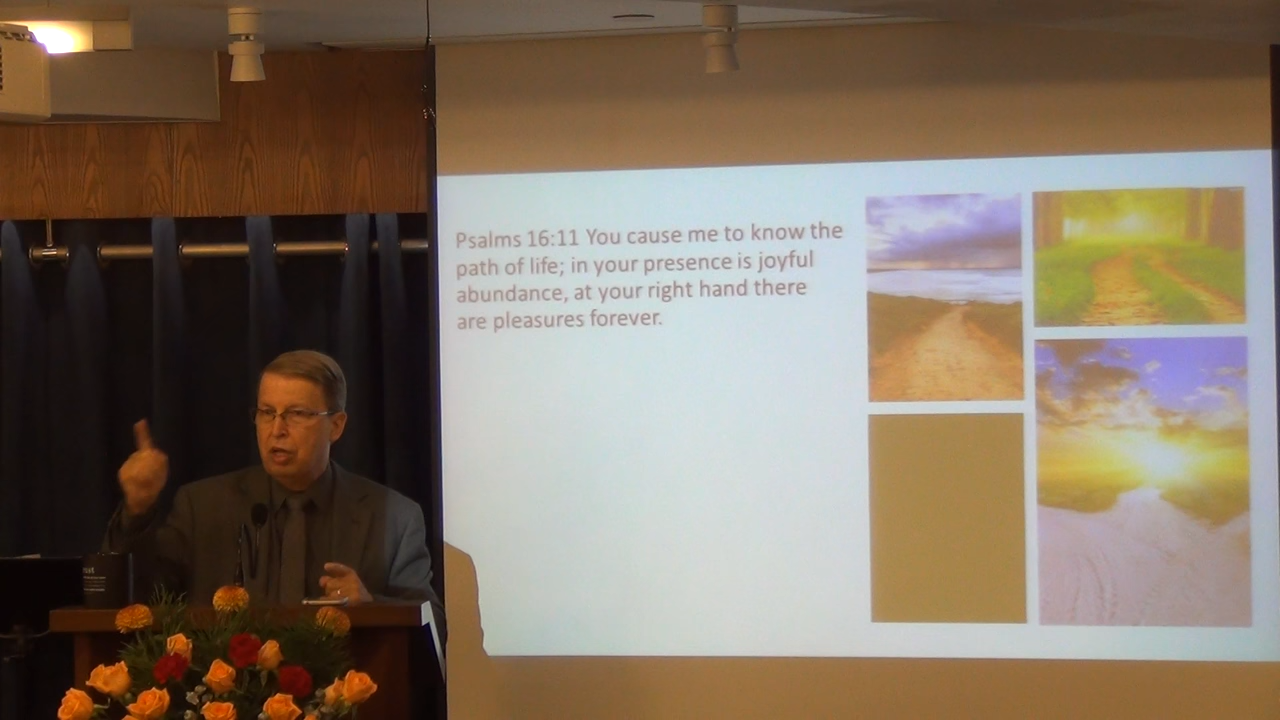 Psalms 16:11 You cause me to know the
path of life; in your presence is joyful
abundance, at your right hand there
are pleasures forever.